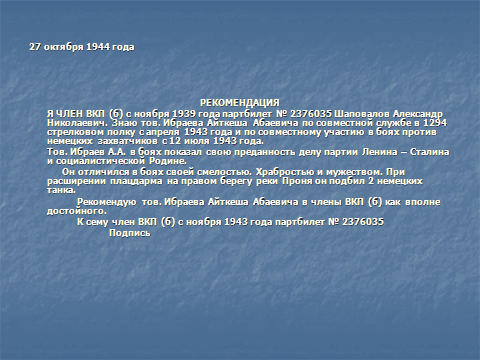 27 октября 1944 года
РЕКОМЕНДАЦИЯ
Я ЧЛЕН ВКП (б) с ноября 1939 года партбилет № 2376035 Шаповалов Александр
Николаевич. Знаю тов. Ибраева Айткеша Абаевича по совместной службе в 1294
стрелковом полку с апреля 1943 года и по совместному участию в боях против
немецких захватчиков с 12 июля 1943 года.
Тов. Ибраев А.А. в боях показал свою преданность делу партии Ленина – Сталина
и социалистической Родине.
Он отличился в боях своей смелостью. Храбростью и мужеством. При
расширении плацдарма на правом берегу реки Проня он подбил 2 немецких
танка.
Рекомендую тов. Ибраева Айткеша Абаевича в члены ВКП (б) как вполне
достойного.
К сему член ВКП (б) с ноября 1943 года партбилет № 2376035
Подпись